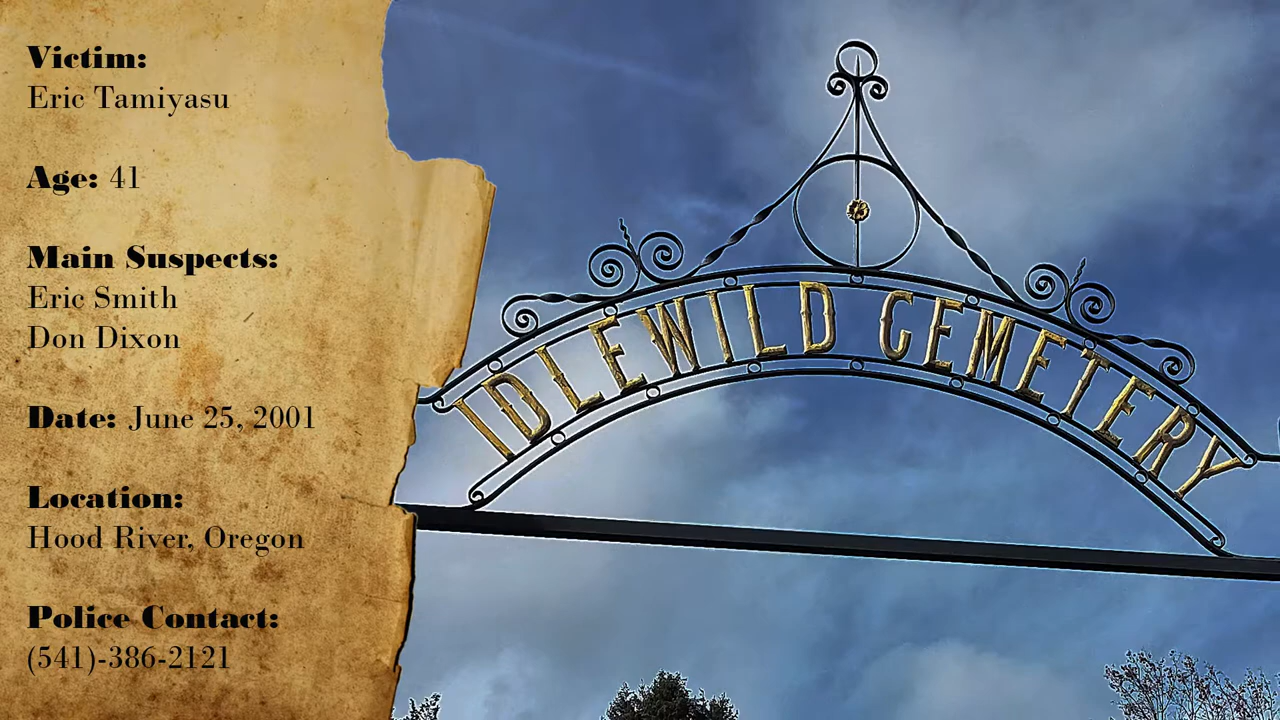 Victim:
Eric Tamiyasu
Age: 41
Main Suspects:
Eric Smith
Don Dixon
Date: June 25, 2001
Location:
Hood River, Oregon
Police Contact:
(541)-386-2121
IDLEWILD CEMETERY